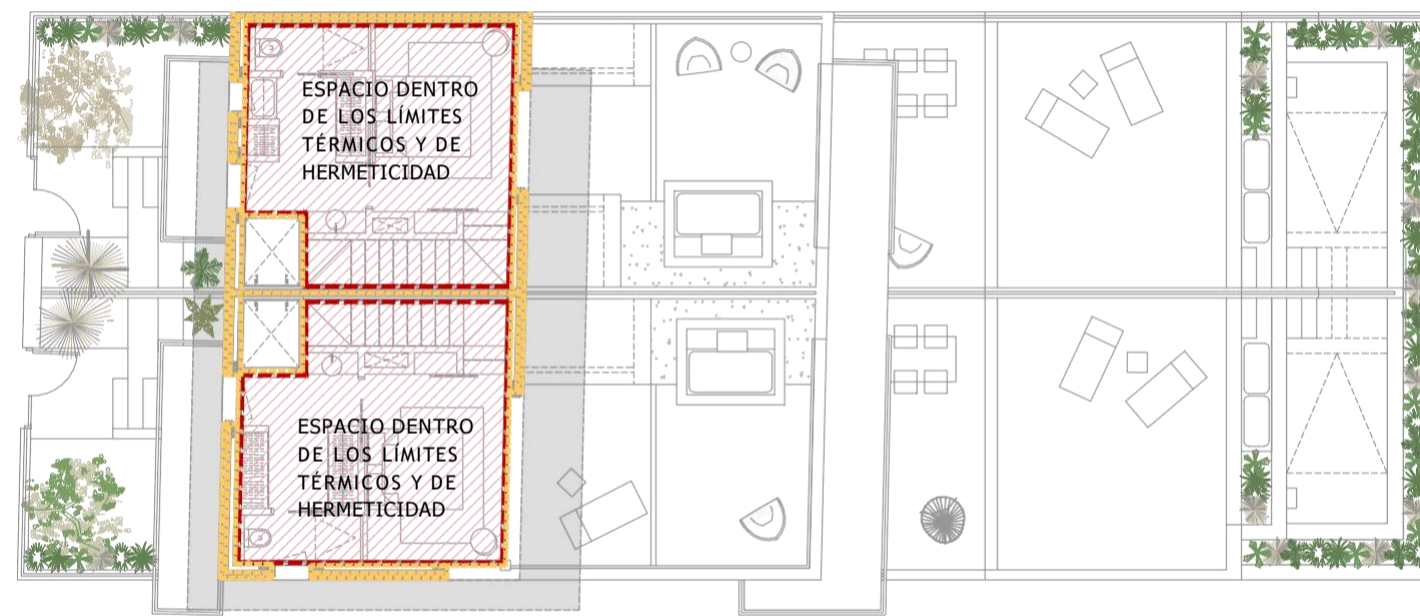 ESPACIO DENTRO
DE LOS LÍMITES
TÉRMICOS Y DE
HERMETICIDAD
ESPACIO DENTRO
DE LOS LÍMITES
TÉRMICOS Y DE
HERMETICIDAD